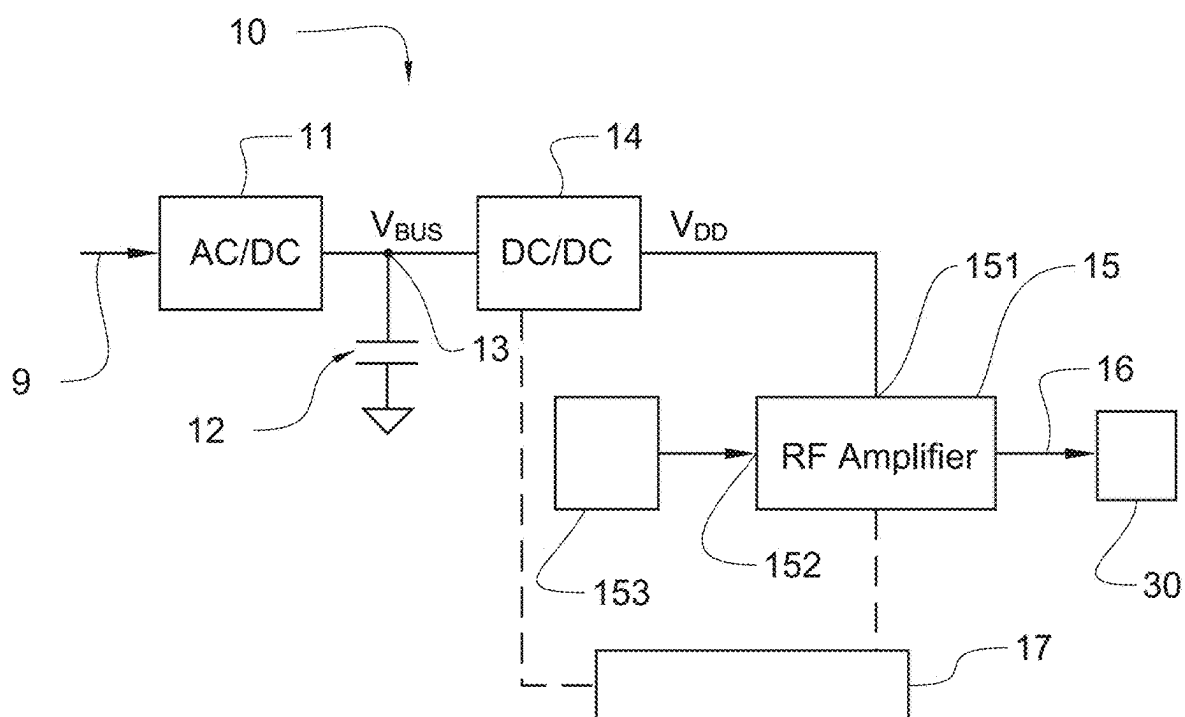 10
11
14
AC/DC
V_BUS
DC/DC
V_DD
151
15
9
12
13
16
RF Amplifier
153
152
30
17